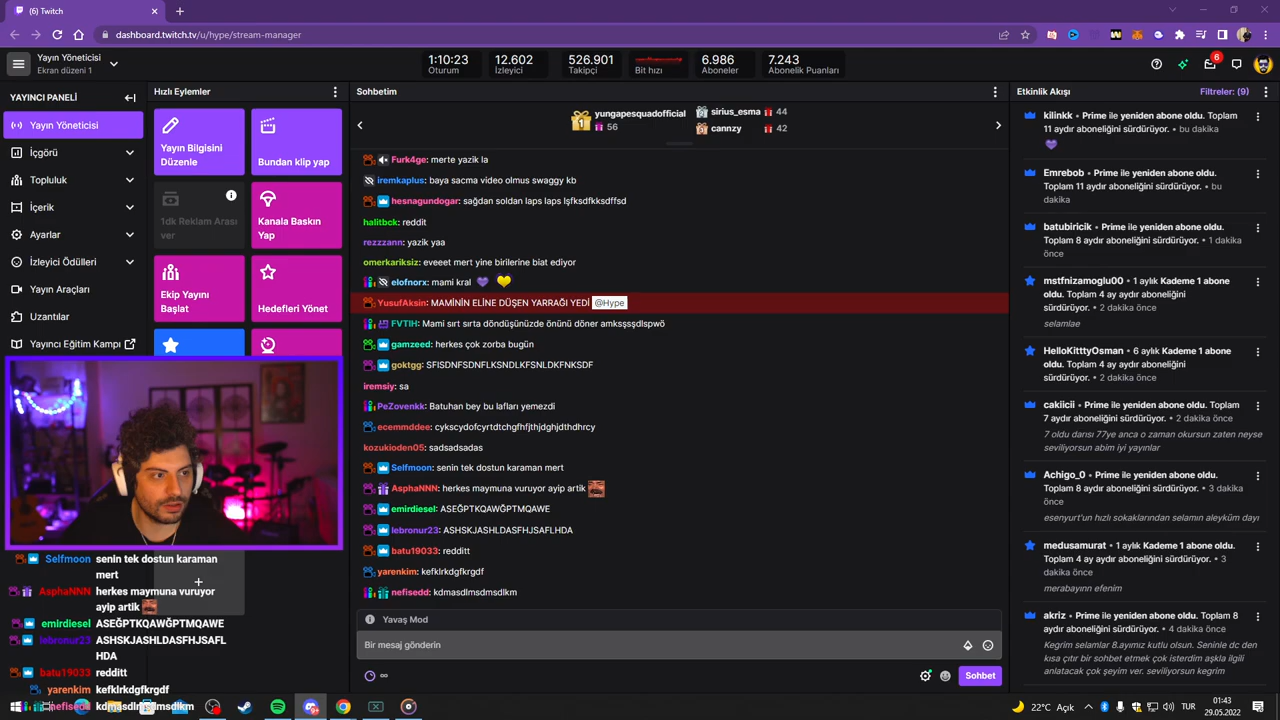 (6) Twitch
dashboard.twitch.tv/u/hype/stream-manager
Yayın Yöneticisi
Ekran düzeni 1
1:10:23
Oturum
12.602
İzleyici
526.901
Takipçi
Bit hızı
6.986
Aboneler
7.243
Abonelik Puanları
6
YAYINCI PANELİ
Yayın Yöneticisi
İçgörü
Topluluk
İçerik
Ayarlar
İzleyici Ödülleri
Yayın Araçları
Uzantılar
Yayıncı Eğitim Kampı
Hızlı Eylemler
Yayın Bilgisini
Düzenle
Bundan klip yap
1dk Reklam Arası
ver
Kanala Baskın
Yap
Ekip Yayını
Başlat
Hedefleri Yönet
Sohbetim
1
yungapesquadofficial
56
sirius_esma 44
cannzy 42
Furk4ge: merte yazik la
iremkaplus: baya sacma video olmus swaggy kb
hesnagundogar: sağdan soldan laps laps lşfksdfkksdffsd
halitbck: reddit
rezzzann: yazik yaa
omerkariksiz: eveeet mert yine birilerine biat ediyor
elofnorx: mami kral
YusufAksin: MAMİNİN ELİNE DÜŞEN YARRAĞI YEDİ @Hype
FVTIH: Mami sırt sırta döndüşünüzde önünü döner amksşşşdlspwö
gamzeed: herkes çok zorba bugün
goktgg: SFISDNFSDNFLKSNDLKFSNLDKFNKSDF
iremsiy: sa
PeZovenkk: Batuhan bey bu lafları yemezdi
ecemmddee: cykscydofcyrtdtchgfhfjthjdghjdthdhrcy
kozukioden05: sadsadsadas
Selfmoon: senin tek dostun karaman mert
AsphaNNN: herkes maymuna vuruyor ayip artik
emirdiesel: ASEĞPTKQAWĞPTMQAWE
lebronur23: ASHSKJASHLDASFHJSAFLHDA
batu19033: redditt
yarenkim: kefklrkdgfkrgdf
nefisedd: kdmasdlmsdmsdlkm
Yavaş Mod
Bir mesaj gönderin
∞
Sohbet
Etkinlik Akışı
Filtreler: (9)
kilinkk • Prime ile yeniden abone oldu. Toplam
11 aydır aboneliğini sürdürüyor. • bu dakika
Emrebob • Prime ile yeniden abone oldu.
Toplam 11 aydır aboneliğini sürdürüyor. • bu
dakika
batubiricik • Prime ile yeniden abone oldu.
Toplam 8 aydır aboneliğini sürdürüyor. • 1 dakika
önce
mstfnizamoglu00 • 1 aylık Kademe 1 abone
oldu. Toplam 4 ay aydır aboneliğini
sürdürüyor. • 2 dakika önce
selamlae
HelloKitttyOsman • 6 aylık Kademe 1 abone
oldu. Toplam 4 ay aydır aboneliğini
sürdürüyor. • 2 dakika önce
cakiicii • Prime ile yeniden abone oldu. Toplam
7 aydır aboneliğini sürdürüyor. • 2 dakika önce
7 oldu darısı 77ye anca o zaman okursun zaten neyse
seviliyorsun abim iyi yayınlar
Achigo_0 • Prime ile yeniden abone oldu.
Toplam 8 aydır aboneliğini sürdürüyor. • 3 dakika
önce
esenyurt'un hızlı sokaklarından selamın aleyküm dayı
medusamurat • 1 aylık Kademe 1 abone oldu.
Toplam 4 ay aydır aboneliğini sürdürüyor. • 3
dakika önce
merabayınn efenim
akriz • Prime ile yeniden abone oldu. Toplam 8
aydır aboneliğini sürdürüyor. • 4 dakika önce
Kegrim selamlar 8.ayımız kutlu olsun. Seninle dc den
kısa çıtır bir sohbet etmek çok isterdim aşkla ilgili
anlatacak çok şeyim ver. seviliyorsun kegrim
Selfmoon senin tek dostun karaman
mert
AsphaNNN herkes maymuna vuruyor
ayip artik
emirdiesel ASEĞPTKQAWĞPTMQAWE
lebronur23 ASHSKJASHLDASFHJSAFL
HDA
batu19033 redditt
yarenkim kefklrkdgfkrgdf
nefisedd kdmasdlmsdmsdlkm
22°C Açık
TUR
01:43
29.05.2022